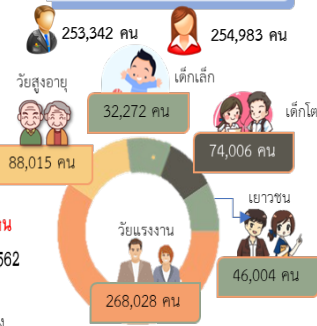 253,342 คน
254,983 คน
วัยสูงอายุ
เด็กเล็ก
32,272 คน
เด็กโต
88,015 คน
74,006 คน
เยาวชน
วัยแรงงาน
562
46,004 คน
268,028 คน